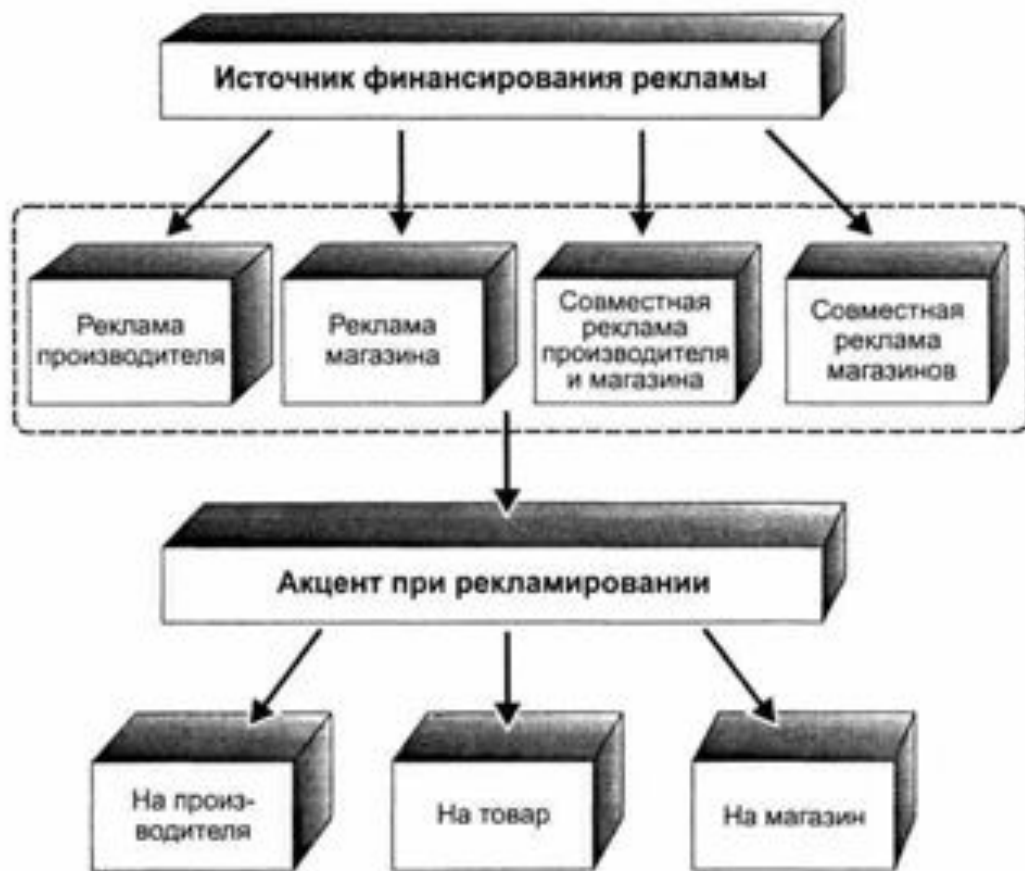 Источник финансирования рекламы
Реклама
производителя
Реклама
магазина
Совместная
реклама
производителя
и магазина
Совместная
реклама
магазинов
Акцент при рекламировании
На произ-
водителя
На товар
На магазин